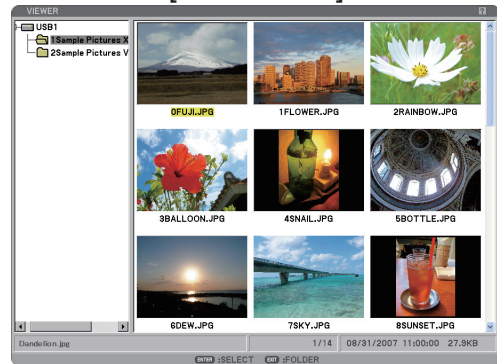 VIEWER
?
USB1
1Sample Pictures X
2Sample Pictures V
0FUJI.JPG 1FLOWER.JPG 2RAINBOW.JPG
3BALLOON.JPG 4SNAIL.JPG 5BOTTLE.JPG
6DEW.JPG 7SKY.JPG 8SUNSET.JPG
Dandelion.jpg 1/14 08/31/2007 11:00:00 27.9KB
ENTER :SELECT EXIT :FOLDER